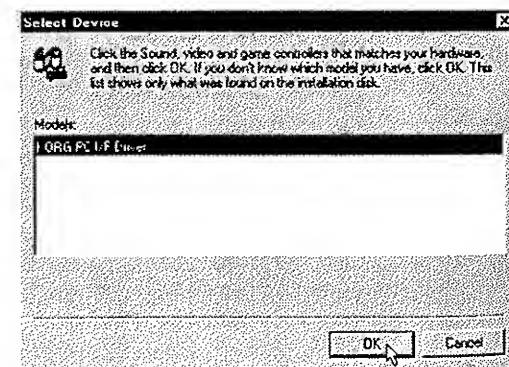 Select Device
Click the Sound, video and game controllers that matches your hardware,
and then click OK. If you don't know which model you have, click OK. This
list shows only what was found on the installation disk.
Models:
KORG PC I/F Driver
OK
Cancel